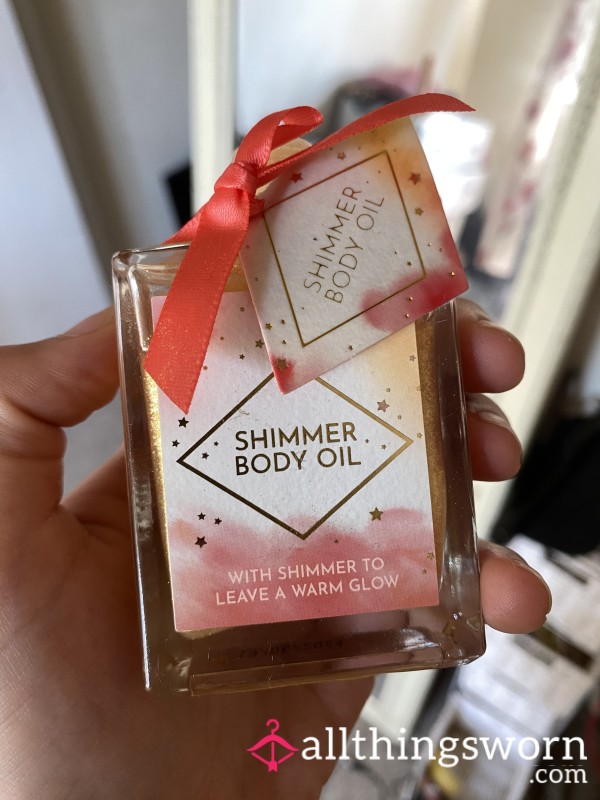 SHIMMER
BODY OIL
SHIMMER
BODY OIL
WITH SHIMMER TO
LEAVE A WARM GLOW
allthingsworn
.com